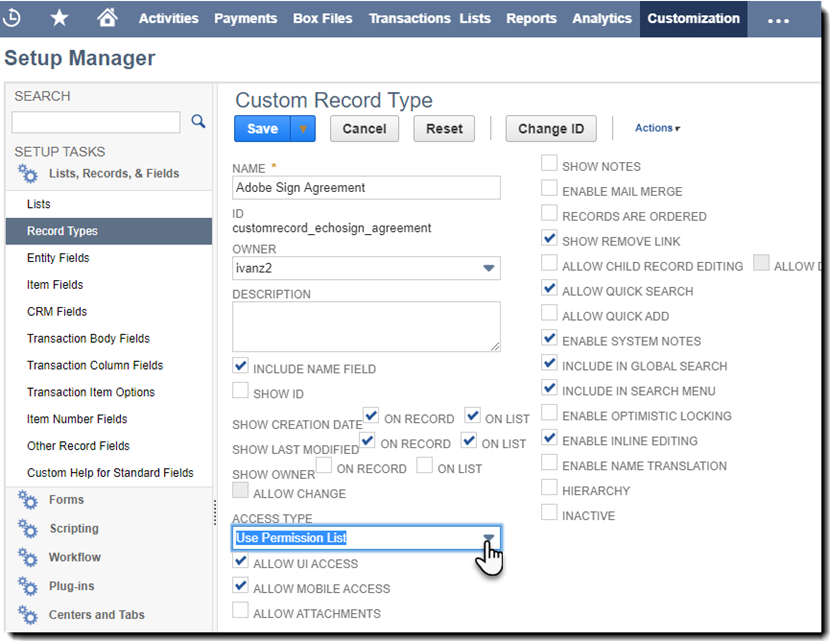 Activities Payments Box Files Transactions Lists Reports Analytics Customization ...
Setup Manager
SEARCH
SETUP TASKS
Lists, Records, & Fields
Lists
Record Types
Entity Fields
Item Fields
CRM Fields
Transaction Body Fields
Transaction Column Fields
Transaction Item Options
Item Number Fields
Other Record Fields
Custom Help for Standard Fields
Forms
Scripting
Workflow
Plug-ins
Centers and Tabs
Custom Record Type
Save Cancel Reset Change ID Actions
NAME *
Adobe Sign Agreement
ID
customrecord_echosign_agreement
OWNER
ivanz2
DESCRIPTION
INCLUDE NAME FIELD
SHOW ID
SHOW CREATION DATE ON RECORD ON LIST
SHOW LAST MODIFIED ON RECORD ON LIST
SHOW OWNER ON RECORD ON LIST
ALLOW CHANGE
ACCESS TYPE
Use Permission List
ALLOW UI ACCESS
ALLOW MOBILE ACCESS
ALLOW ATTACHMENTS
SHOW NOTES
ENABLE MAIL MERGE
RECORDS ARE ORDERED
SHOW REMOVE LINK
ALLOW CHILD RECORD EDITING ALLOW D
ALLOW QUICK SEARCH
ALLOW QUICK ADD
ENABLE SYSTEM NOTES
INCLUDE IN GLOBAL SEARCH
INCLUDE IN SEARCH MENU
ENABLE OPTIMISTIC LOCKING
ENABLE INLINE EDITING
ENABLE NAME TRANSLATION
HIERARCHY
INACTIVE